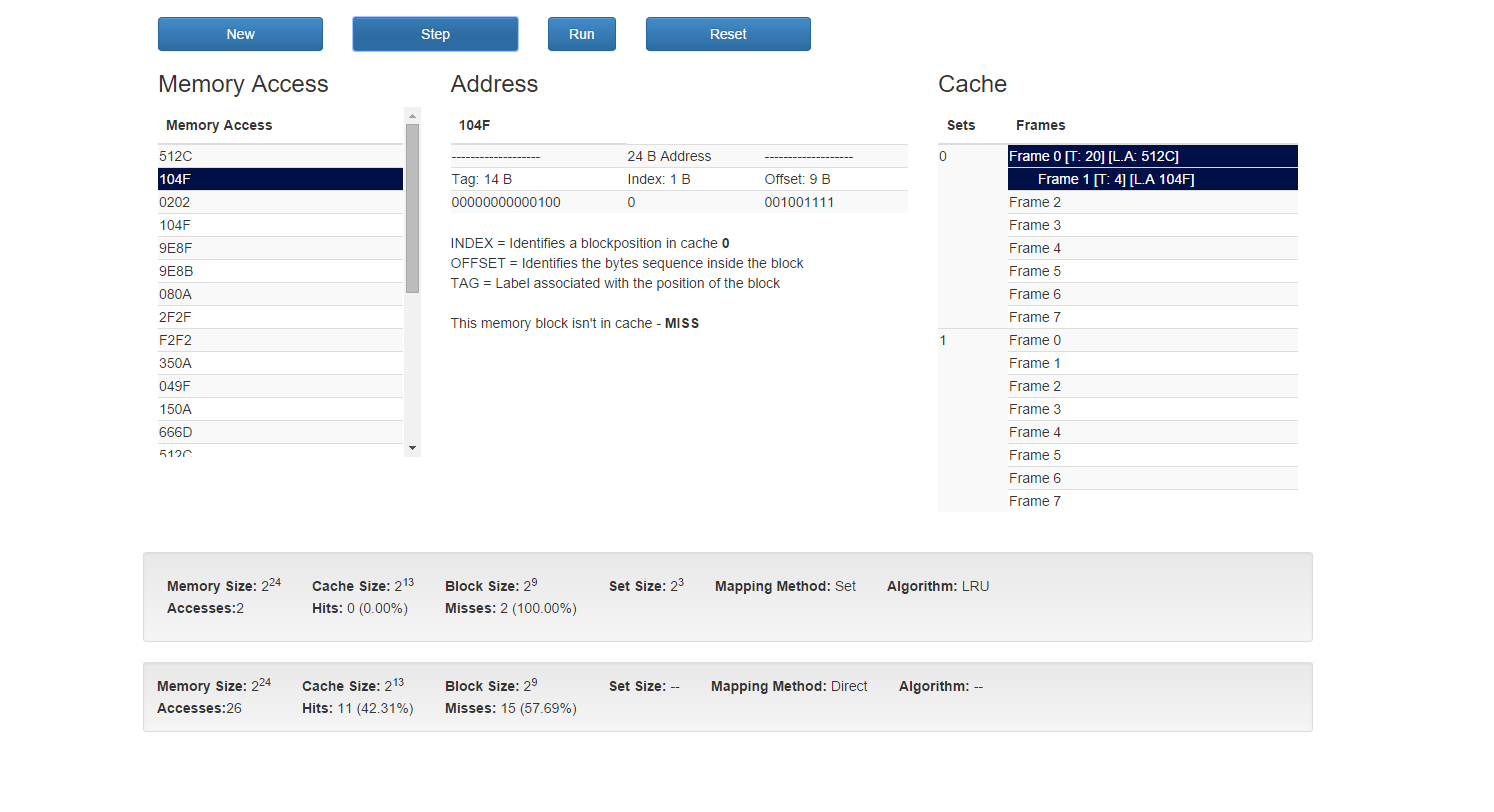 New Step Run Reset
Memory Access Address Cache
Memory Access
512C
104F
0202
104F
9E8F
9E8B
080A
2F2F
F2F2
350A
049F
150A
666D
512C
104F
------------------- 24 B Address -------------------
Tag: 14 B Index: 1 B Offset: 9 B
00000000000100 0 001001111
INDEX = Identifies a blockposition in cache 0
OFFSET = Identifies the bytes sequence inside the block
TAG = Label associated with the position of the block
This memory block isn't in cache - MISS
Sets Frames
0 Frame 0 [T: 20] [L.A: 512C]
Frame 1 [T: 4] [L.A 104F]
Frame 2
Frame 3
Frame 4
Frame 5
Frame 6
Frame 7
1 Frame 0
Frame 1
Frame 2
Frame 3
Frame 4
Frame 5
Frame 6
Frame 7
Memory Size: 2^24 Cache Size: 2^13 Block Size: 2^9 Set Size: 2^3 Mapping Method: Set Algorithm: LRU
Accesses:2 Hits: 0 (0.00%) Misses: 2 (100.00%)
Memory Size: 2^24 Cache Size: 2^13 Block Size: 2^9 Set Size: -- Mapping Method: Direct Algorithm: --
Accesses:26 Hits: 11 (42.31%) Misses: 15 (57.69%)